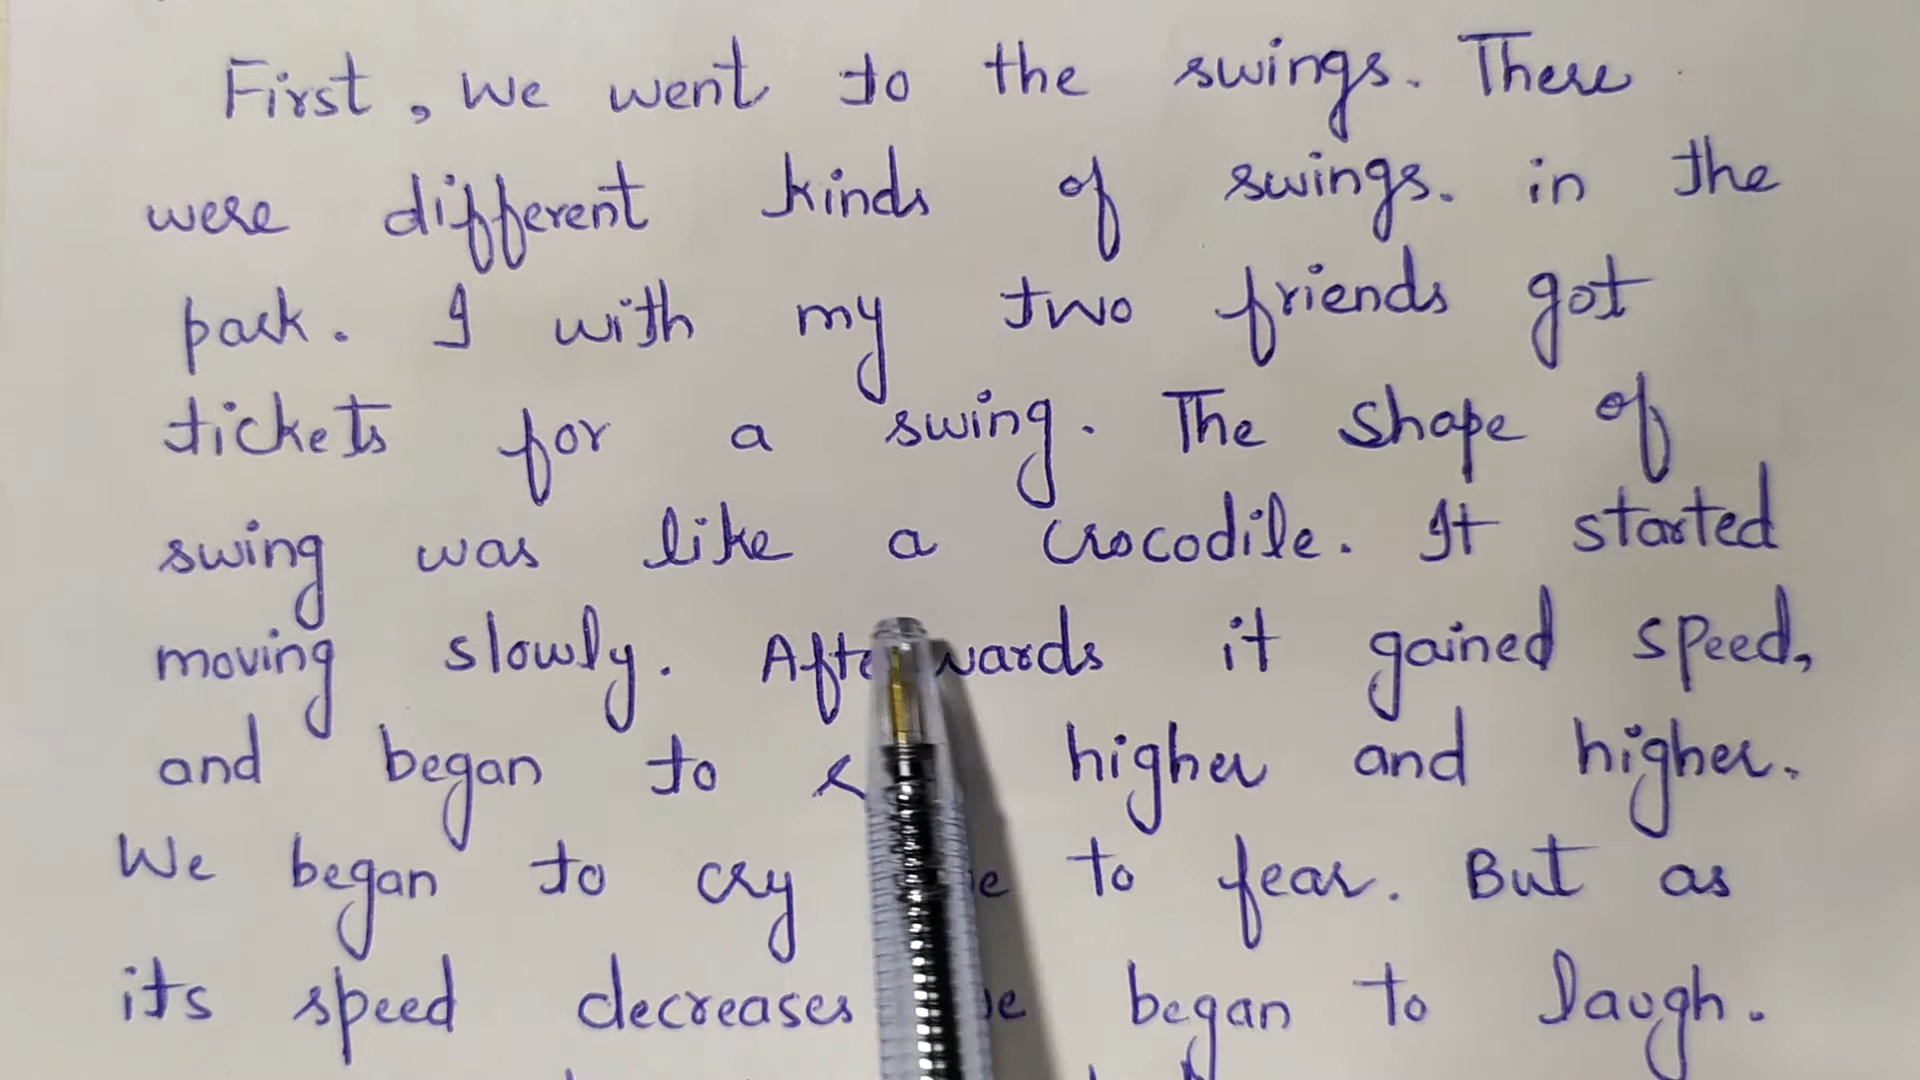 First, we went to the swings. There
were different kinds of swings. in the
park. I with my two friends got
tickets for a swing. The shape of
swing was like a crocodile. It started
moving slowly. Afterwards it gained speed,
and began to higher and higher.
We began to cry to fear. But as
its speed decreases we began to laugh.